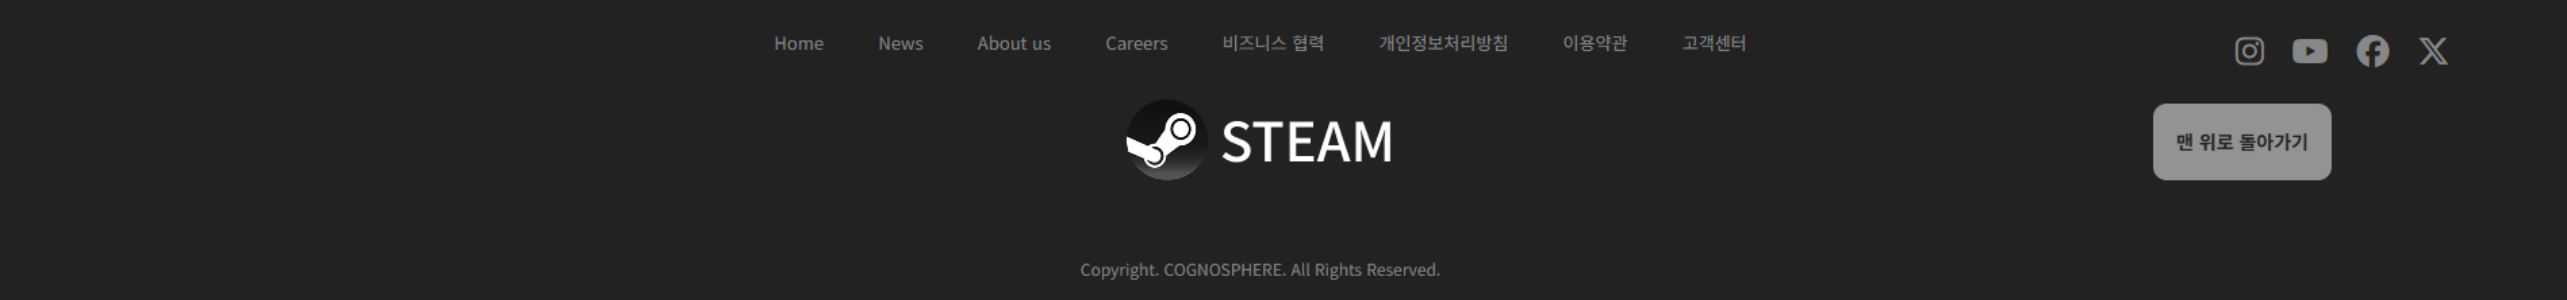 Home News About us Careers 비즈니스 협력 개인정보처리방침 이용약관 고객센터
STEAM
맨 위로 돌아가기
Copyright. COGNOSPHERE. All Rights Reserved.